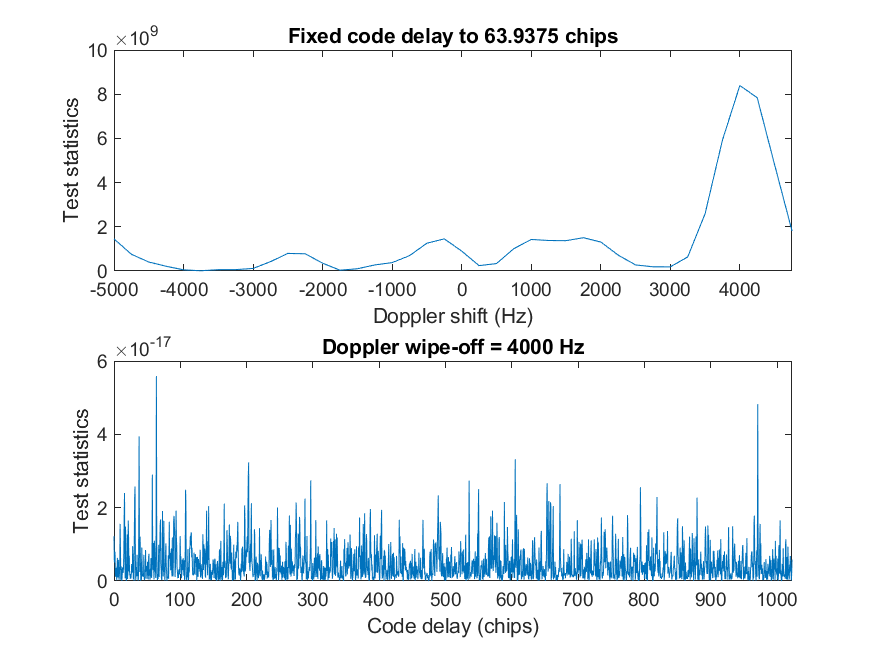 ×10^9
Fixed code delay to 63.9375 chips
10
8
6
4
2
0
Test statistics
-5000 -4000 -3000 -2000 -1000 0 1000 2000 3000 4000
Doppler shift (Hz)
×10^-17
Doppler wipe-off = 4000 Hz
6
4
2
0
Test statistics
0 100 200 300 400 500 600 700 800 900 1000
Code delay (chips)